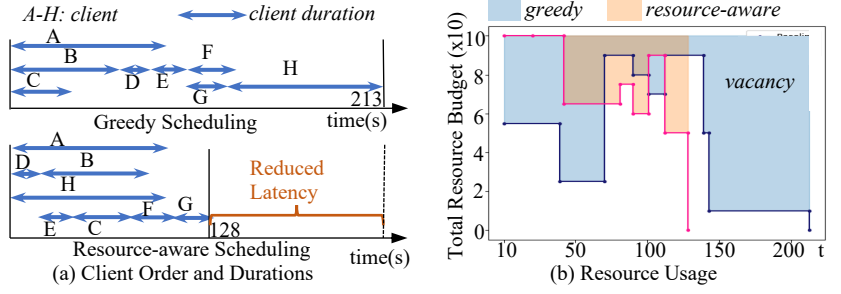 A-H: client
client duration
A
B
F
C
D
E
H
G
213
Greedy Scheduling
time(s)
A
D
B
H
Reduced
Latency
E
C
F
G
128
Resource-aware Scheduling
time(s)
(a) Client Order and Durations
greedy
resource-aware
Total Resource Budget (x10)
10
8
6
4
2
0
vacancy
10
50
100
150
200
t
(b) Resource Usage